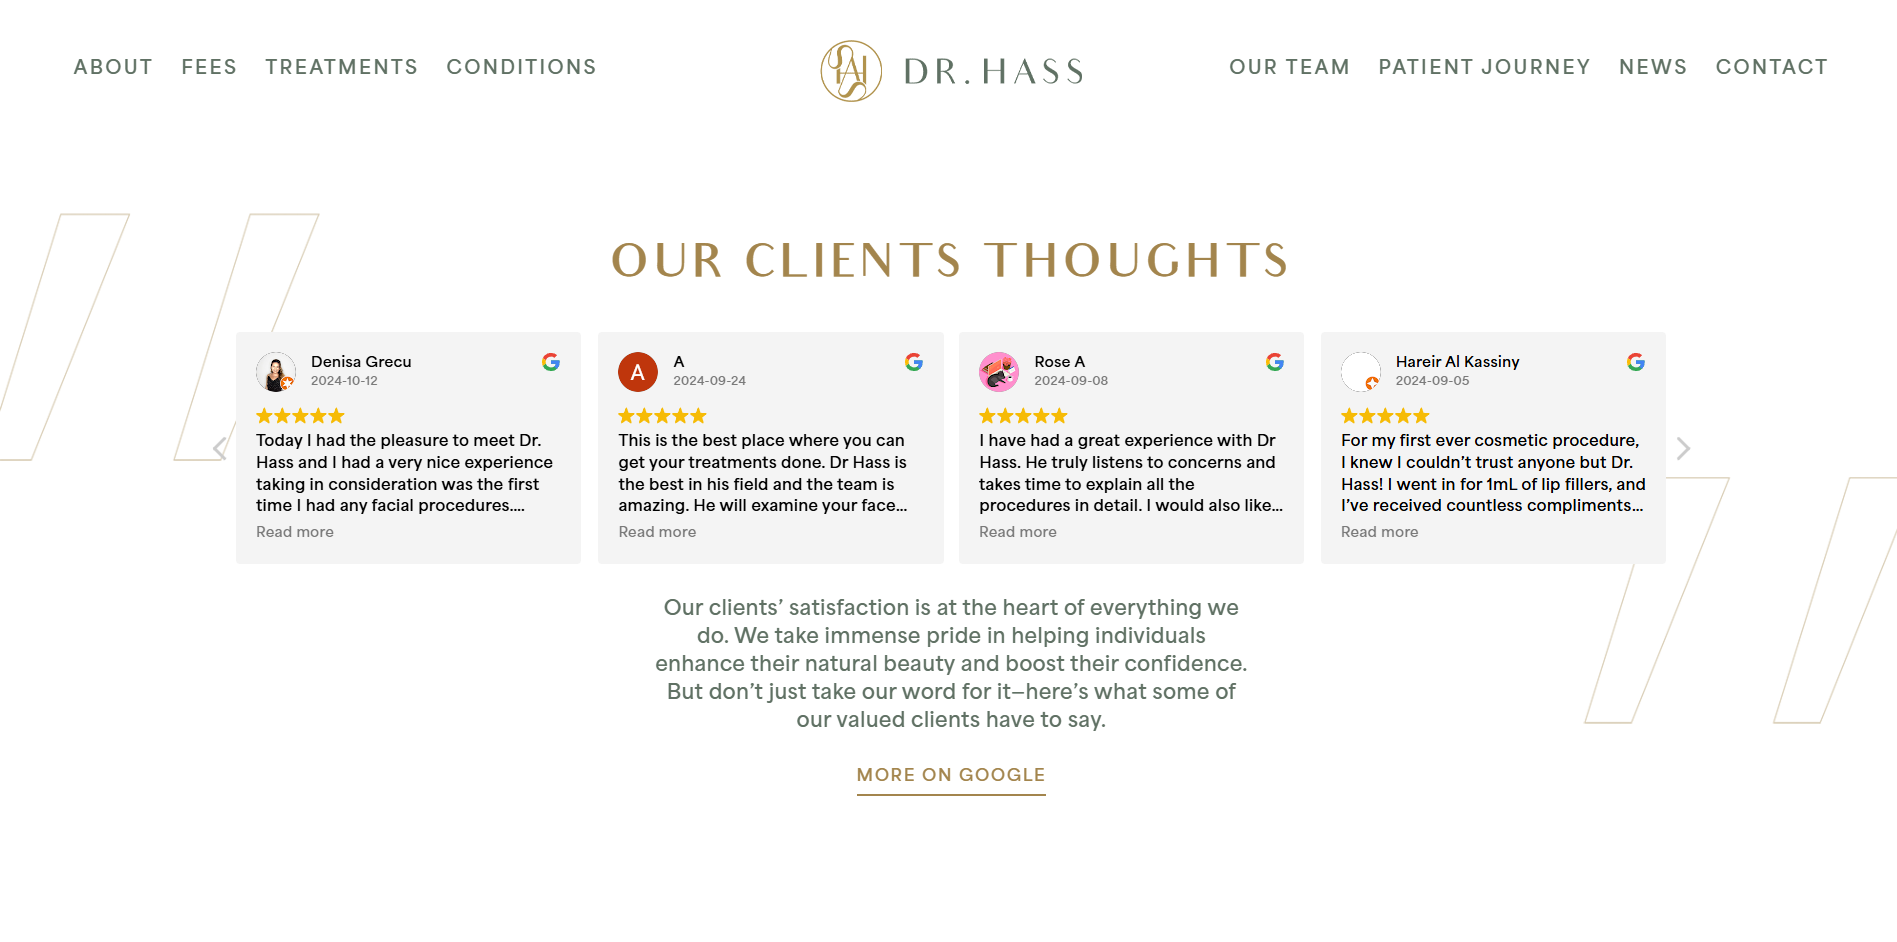 ABOUT FEES TREATMENTS CONDITIONS
DR. HASS
OUR TEAM PATIENT JOURNEY NEWS CONTACT
OUR CLIENTS THOUGHTS
Denisa Grecu
2024-10-12
Today I had the pleasure to meet Dr.
Hass and I had a very nice experience
taking in consideration was the first
time I had any facial procedures....
Read more
A
A
2024-09-24
This is the best place where you can
get your treatments done. Dr Hass is
the best in his field and the team is
amazing. He will examine your face...
Read more
Rose A
2024-09-08
I have had a great experience with Dr
Hass. He truly listens to concerns and
takes time to explain all the
procedures in detail. I would also like...
Read more
Hareir Al Kassiny
2024-09-05
For my first ever cosmetic procedure,
I knew I couldn’t trust anyone but Dr.
Hass! I went in for 1mL of lip fillers, and
I’ve received countless compliments...
Read more
Our clients’ satisfaction is at the heart of everything we
do. We take immense pride in helping individuals
enhance their natural beauty and boost their confidence.
But don’t just take our word for it—here’s what some of
our valued clients have to say.
MORE ON GOOGLE